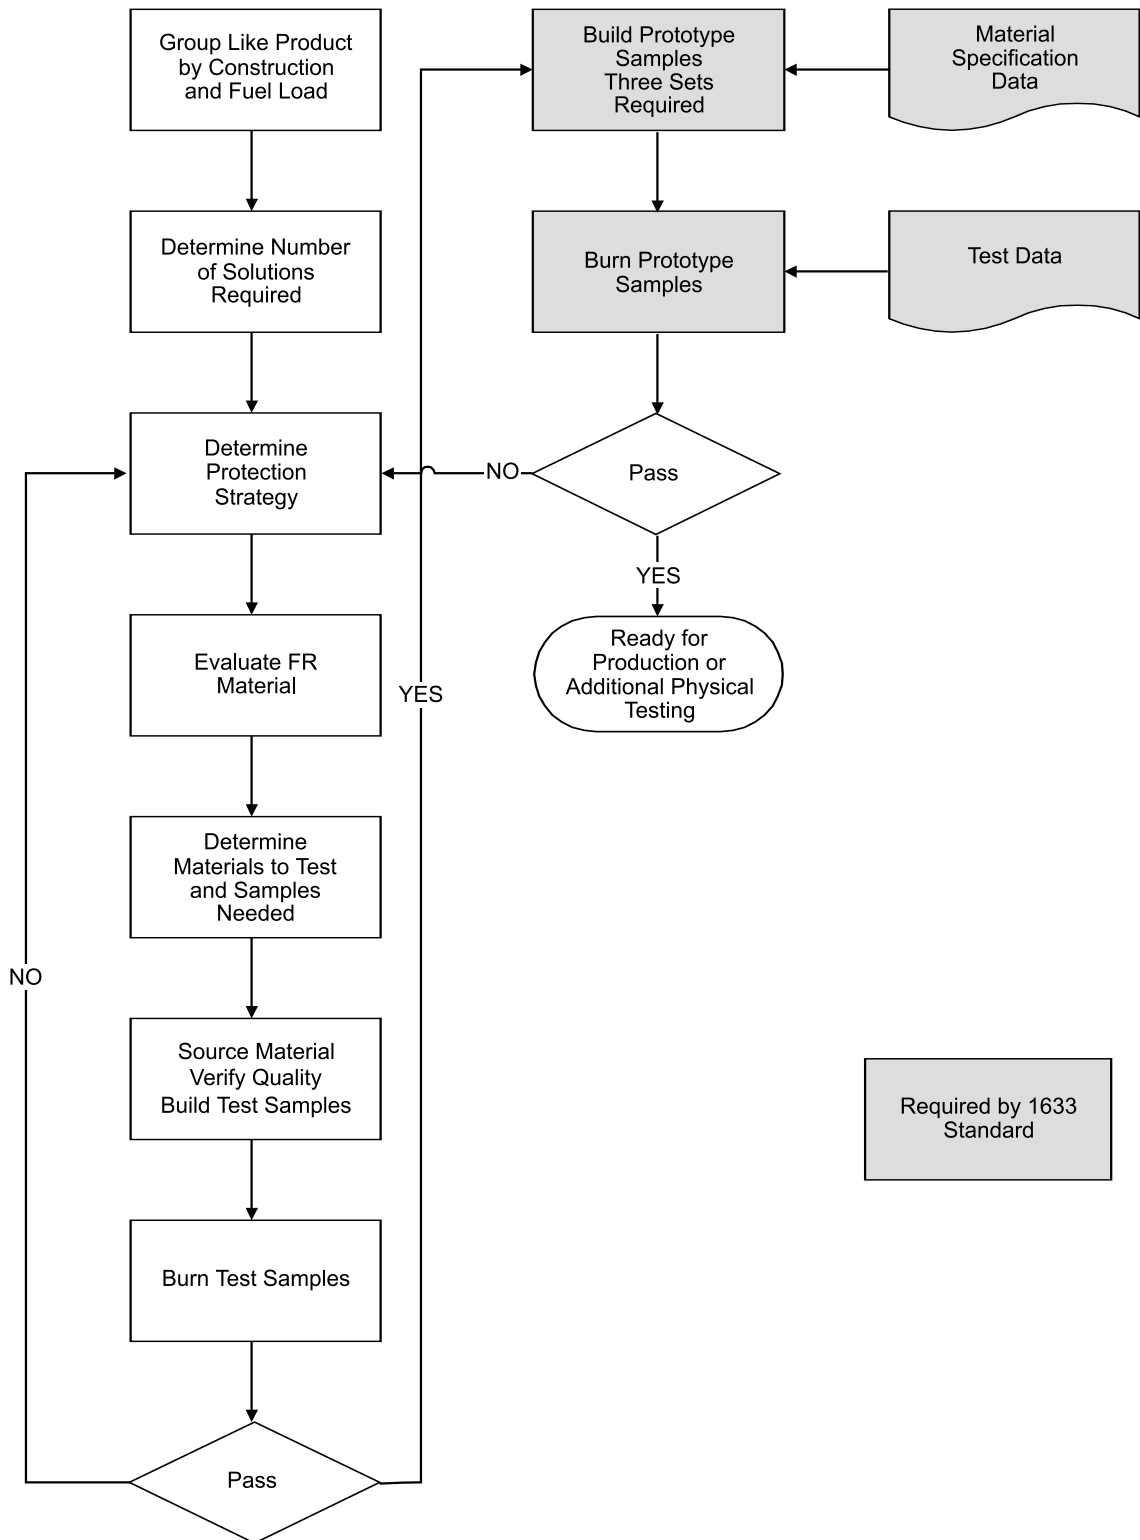 Group Like Product
by Construction
and Fuel Load
Determine Number
of Solutions
Required
Determine
Protection
Strategy
Evaluate FR
Material
Determine
Materials to Test
and Samples
Needed
Source Material
Verify Quality
Build Test Samples
Burn Test Samples
Pass
NO
YES
Build Prototype
Samples
Three Sets
Required
Material
Specification
Data
Burn Prototype
Samples
Test Data
Pass
NO
YES
Ready for
Production or
Additional Physical
Testing
Required by 1633
Standard